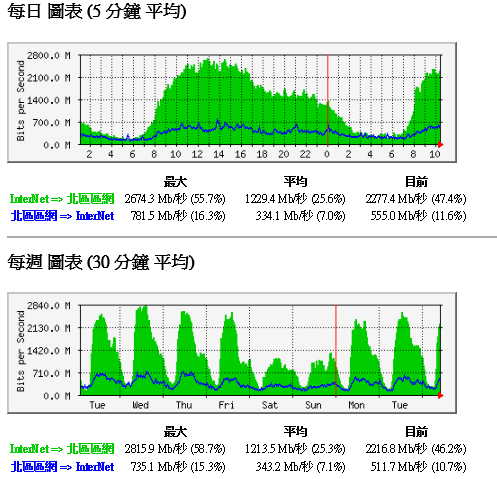 每日 圖表 (5 分鐘 平均)
2800.0 M
2100.0 M
1400.0 M
700.0 M
0.0 M
Bits per Second
2 4 6 8 10 12 14 16 18 20 22 0 2 4 6 8 10
最大 平均 目前
InterNet => 北區區網 2674.3 Mb/秒 (55.7%) 1229.4 Mb/秒 (25.6%) 2277.4 Mb/秒 (47.4%)
北區區網 => InterNet 781.5 Mb/秒 (16.3%) 334.1 Mb/秒 (7.0%) 555.0 Mb/秒 (11.6%)
每週 圖表 (30 分鐘 平均)
2840.0 M
2130.0 M
1420.0 M
710.0 M
0.0 M
Bits per Second
Tue Wed Thu Fri Sat Sun Mon Tue
最大 平均 目前
InterNet => 北區區網 2815.9 Mb/秒 (58.7%) 1213.5 Mb/秒 (25.3%) 2216.8 Mb/秒 (46.2%)
北區區網 => InterNet 735.1 Mb/秒 (15.3%) 343.2 Mb/秒 (7.1%) 511.7 Mb/秒 (10.7%)